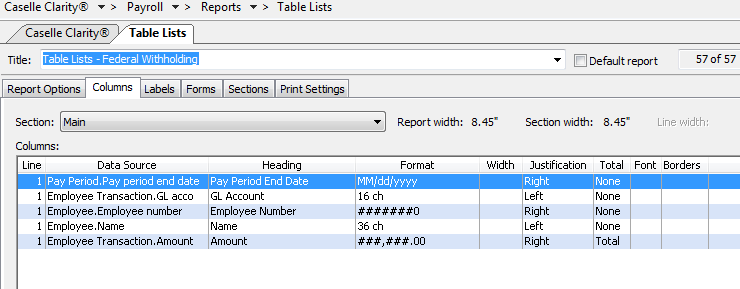 Caselle Clarity® > Payroll > Reports > Table Lists
Caselle Clarity® Table Lists
Title: Table Lists - Federal Withholding Default report 57 of 57
Report Options Columns Labels Forms Sections Print Settings
Section: Main Report width: 8.45" Section width: 8.45" Line width:
Columns:
Line Data Source Heading Format Width Justification Total Font Borders
1 Pay Period.Pay period end date Pay Period End Date MM/dd/yyyy Right None
1 Employee Transaction.GL acco GL Account 16 ch Left None
1 Employee.Employee number Employee Number #######0 Right None
1 Employee.Name Name 36 ch Left None
1 Employee Transaction.Amount Amount ###,###.00 Right Total